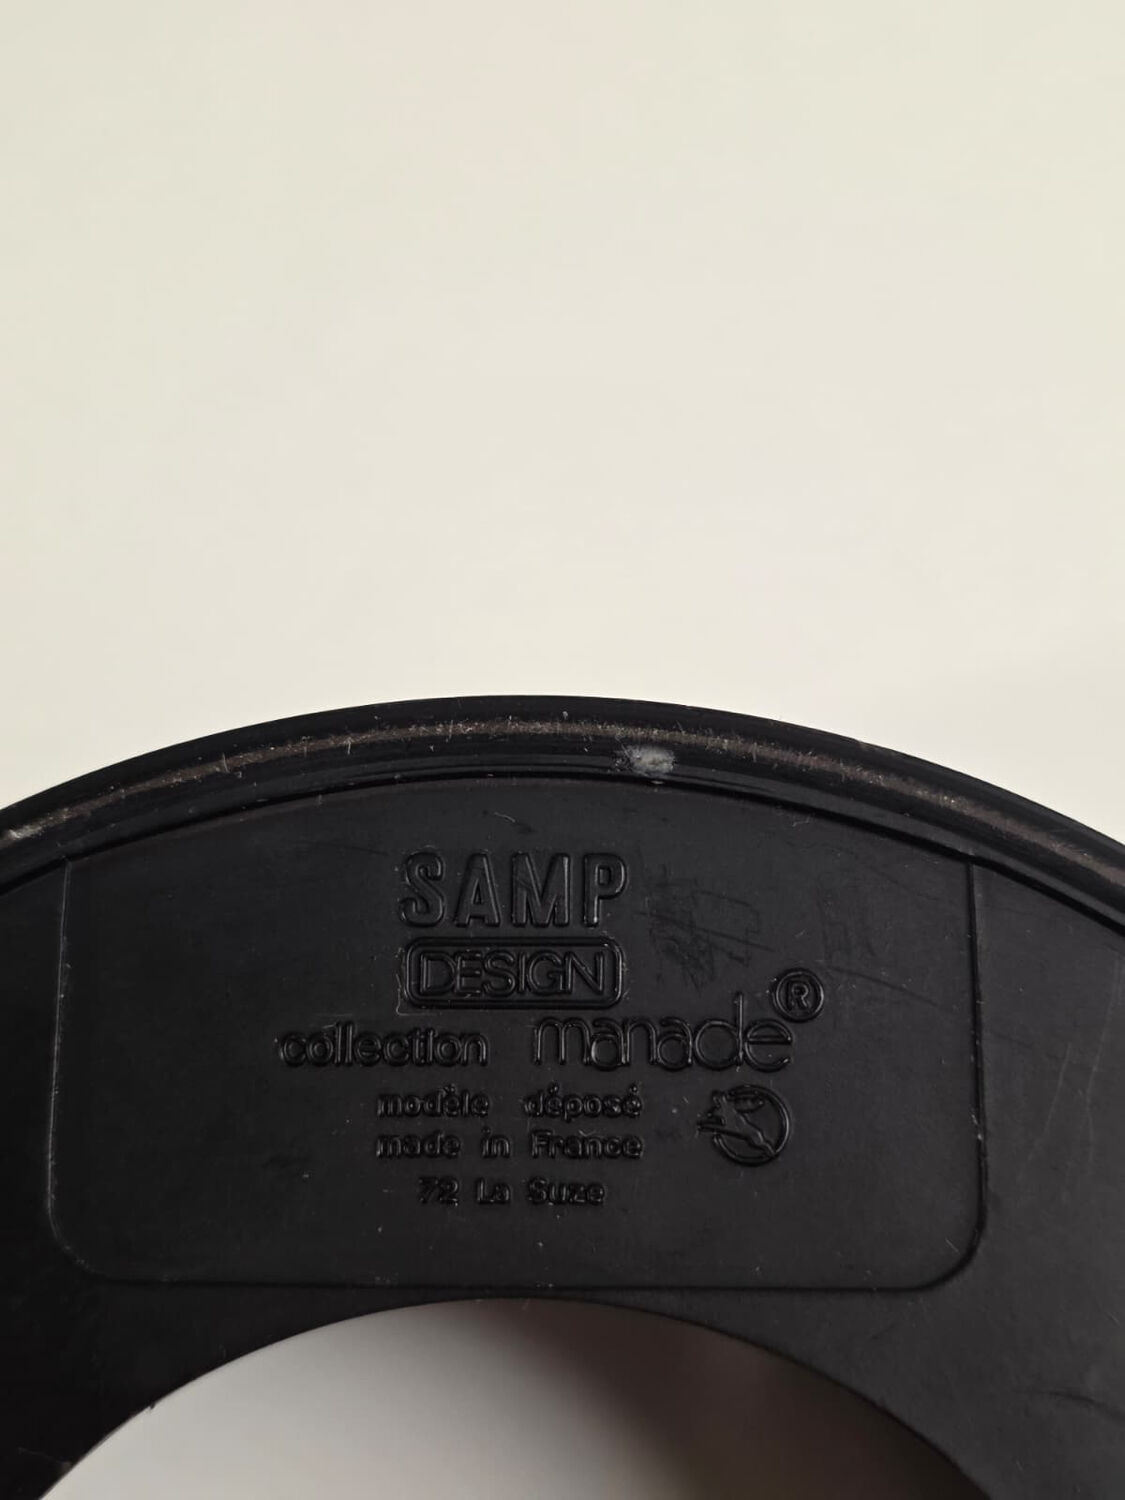 SAMP
DESIGN
collection manade®
modèle déposé
made in France
72 La Suze